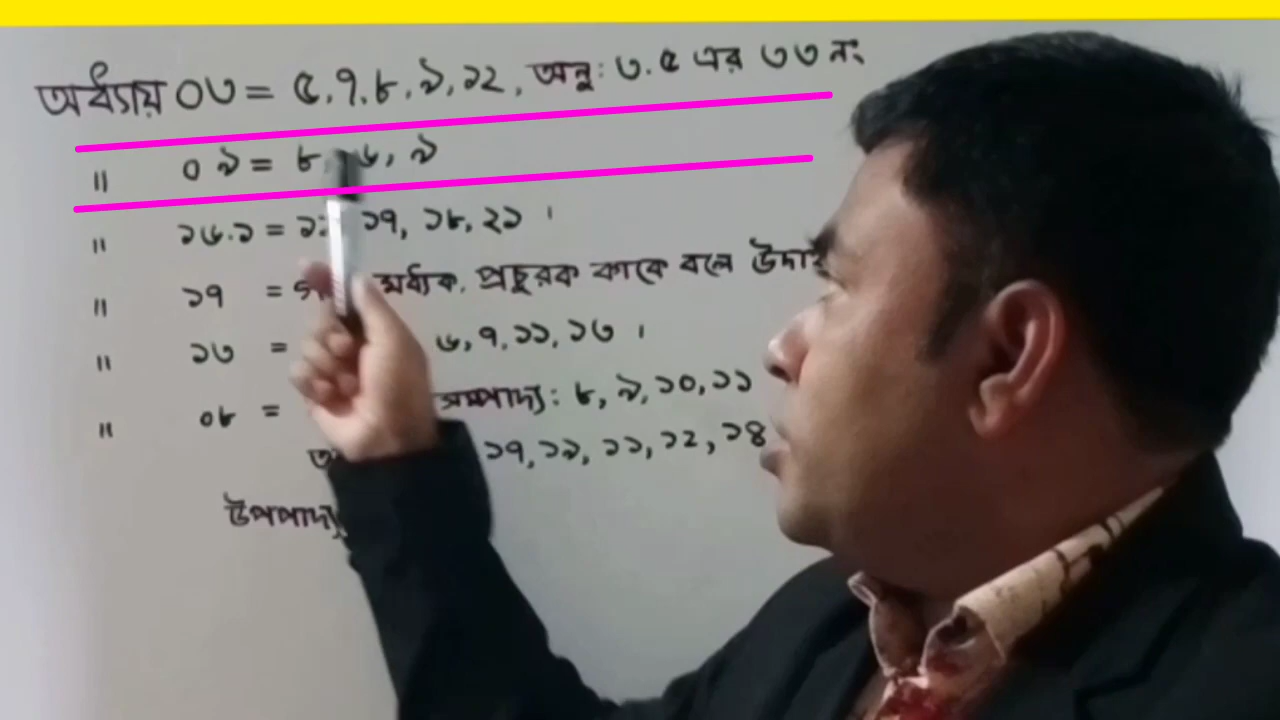 অধ্যায় ০৩ = ৫, ৭, ৮, ৯, ১২, অনু: ৩.৫ এর ৩৩ নং
" ০৯ = ৮, ৬, ৯
" ১৬.১ = ১৭, ১৮, ২১ ।
" ১৭ = মধ্যক, প্রচুরক কাকে বলে
" ১৩ = ৬, ৭, ১১, ১৩ ।
" ০৮ = সম্পাদ্য: ৮, ৯, ১০, ১১
১৭, ১৯, ১১, ১২, ১৪
উপপাদ্য